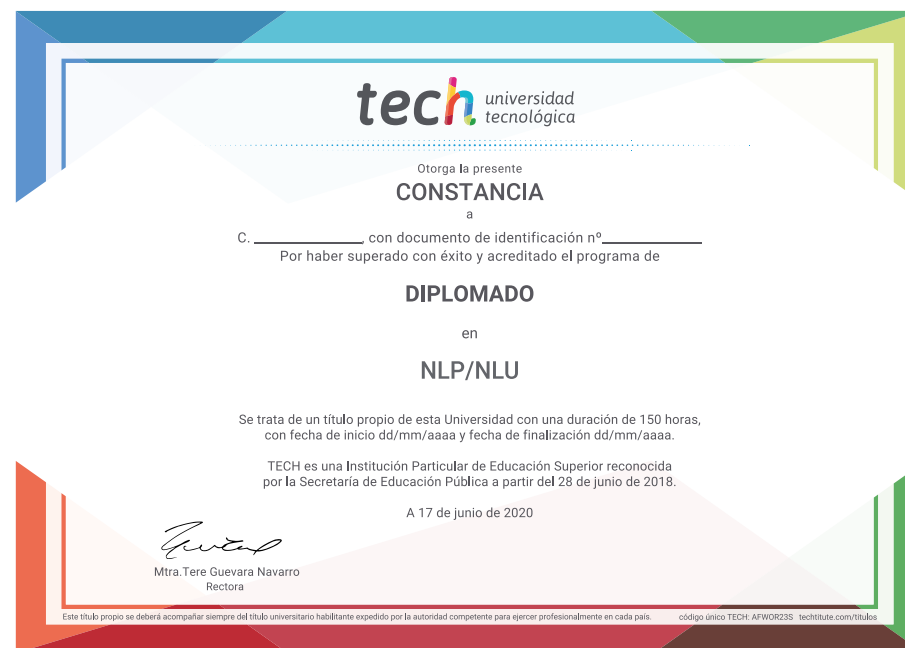 tech universidad
tecnológica
Otorga la presente
CONSTANCIA
a
C. ____________, con documento de identificación nº____________
Por haber superado con éxito y acreditado el programa de
DIPLOMADO
en
NLP/NLU
Se trata de un título propio de esta Universidad con una duración de 150 horas,
con fecha de inicio dd/mm/aaaa y fecha de finalización dd/mm/aaaa.
TECH es una Institución Particular de Educación Superior reconocida
por la Secretaría de Educación Pública a partir del 28 de junio de 2018.
A 17 de junio de 2020
Mtra.Tere Guevara Navarro
Rectora
Este título propio se deberá acompañar siempre del título universitario habilitante expedido por la autoridad competente para ejercer profesionalmente en cada país. código único TECH: AFWOR23S techtitute.com/titulos